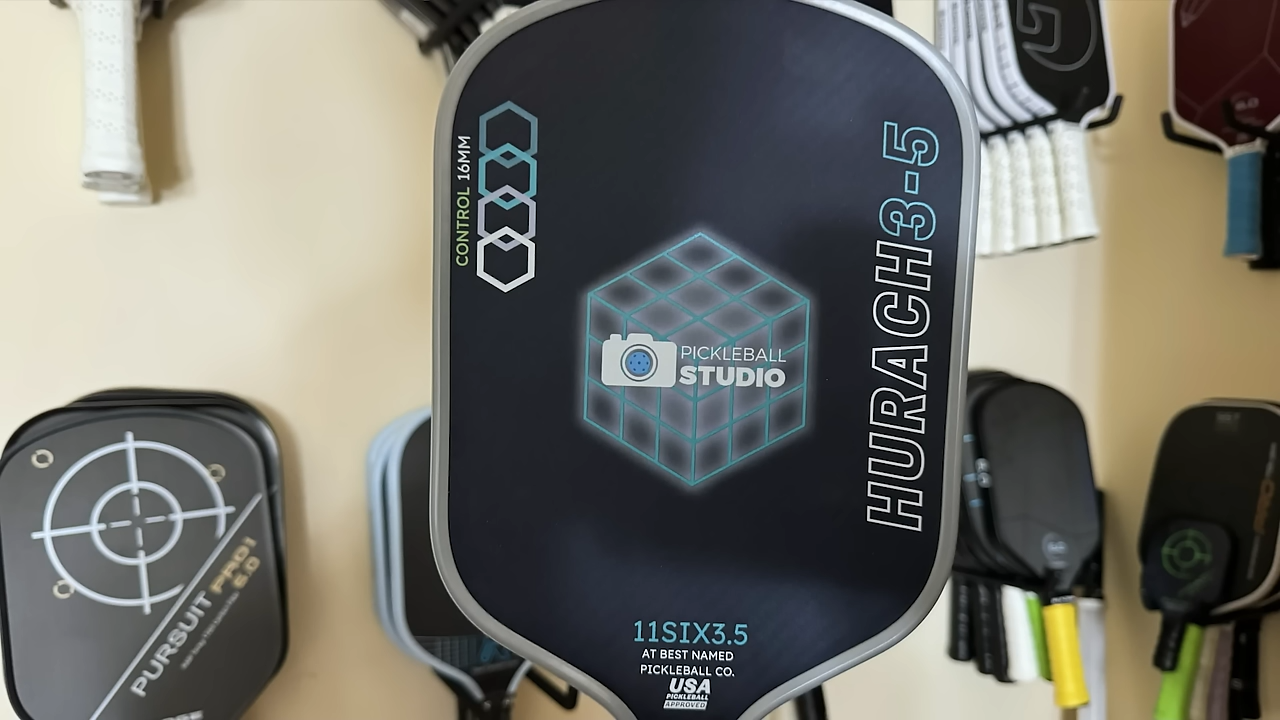 CONTROL 16MM
HURACH3-5
PICKLEBALL
STUDIO
11SIX3.5
AT BEST NAMED
PICKLEBALL CO.
USA
PICKLEBALL
APPROVED
PURSUIT PRO1
6.0